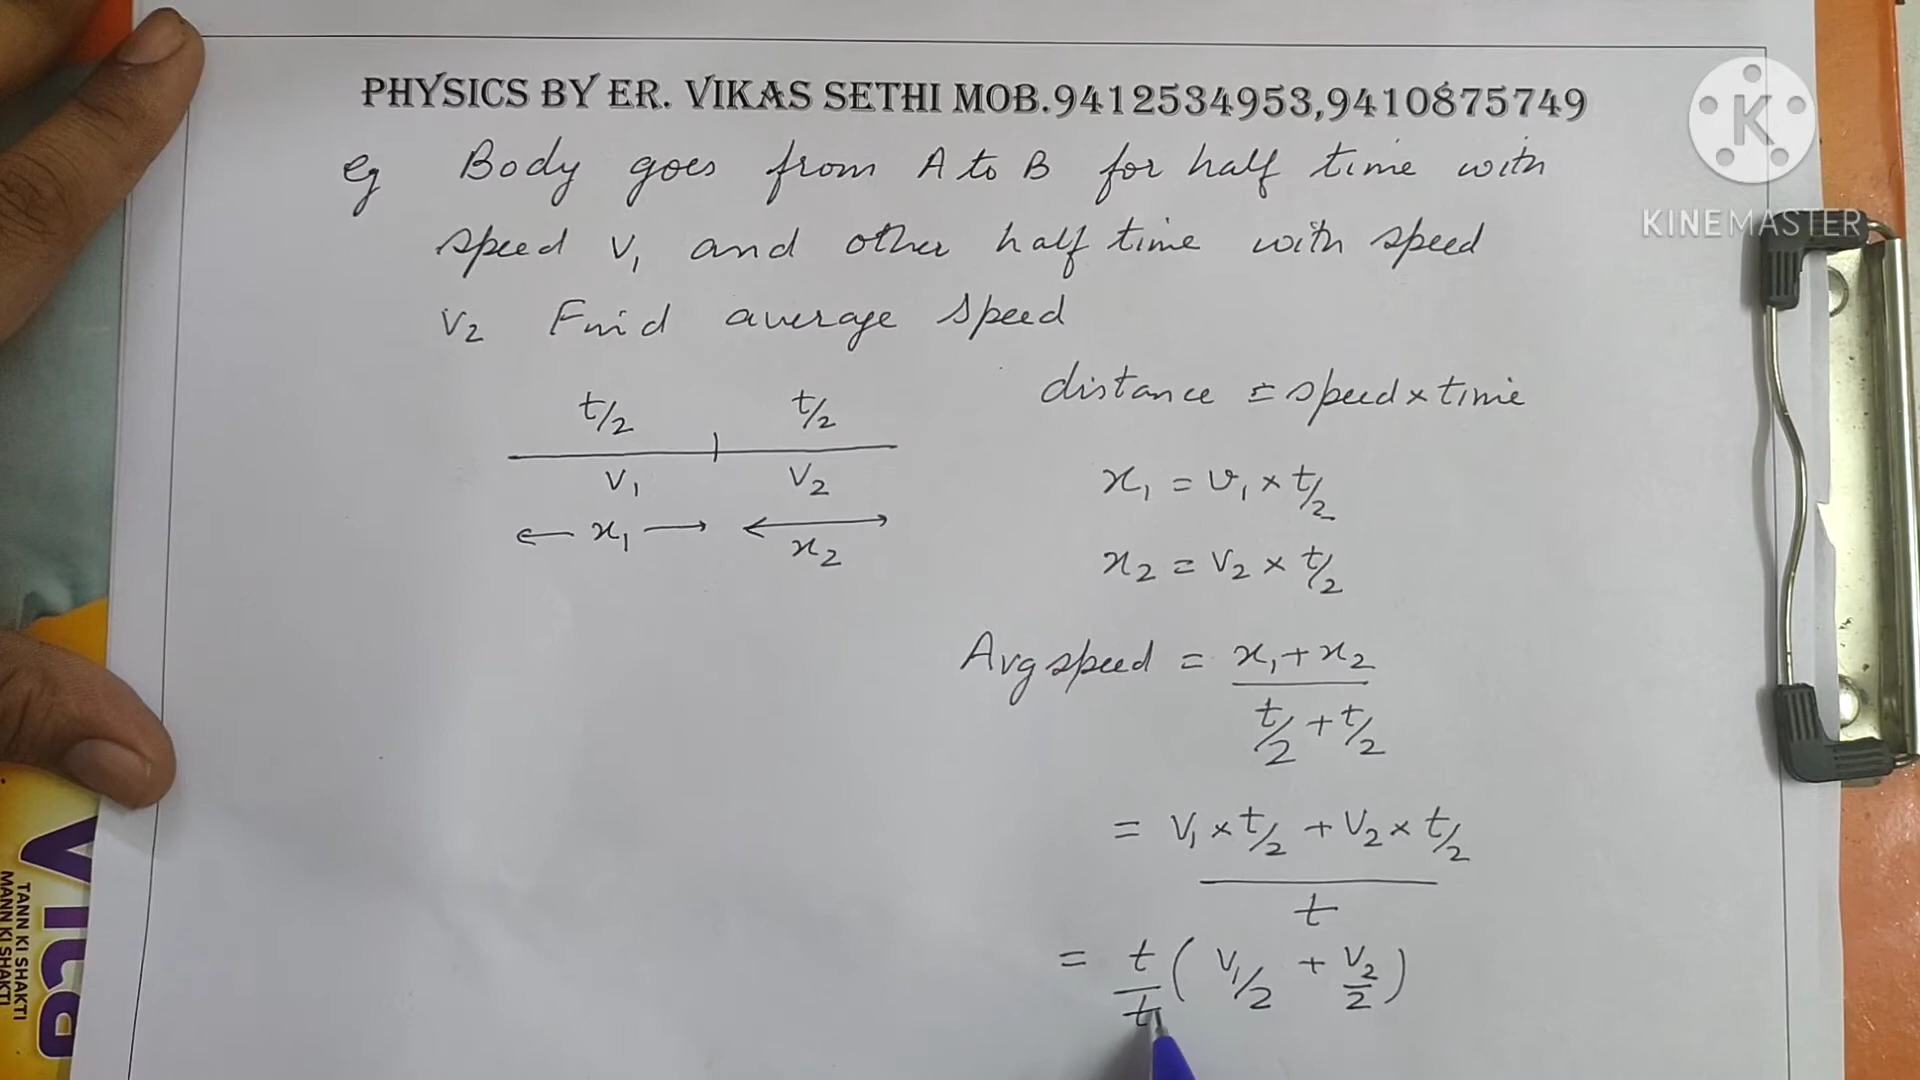 PHYSICS BY ER. VIKAS SETHI MOB.9412534953,9410875749
K
KINEMASTER
eg Body goes from A to B for half time with
speed V₁ and other half time with speed
V₂ Find average speed
t/2 t/2
V₁ V₂
x₁
x₂
distance = speed × time
x₁ = v₁ × t/2
x₂ = V₂ × t/2
Avg speed = x₁ + x₂
t/2 + t/2
= V₁ × t/2 + V₂ × t/2
t
= t/t ( V₁/2 + V₂/2 )
Vita
TANN KI SHAKTI
MANN KI SHAKTI